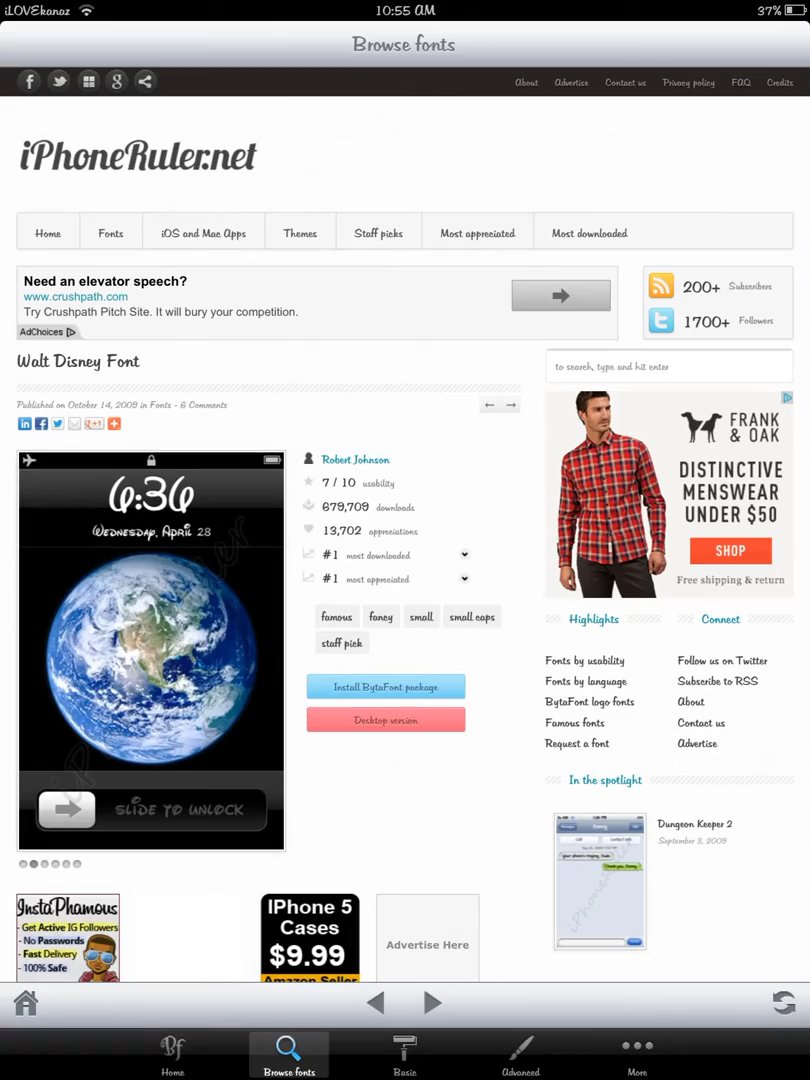 iLOVEkanaz 10:55 AM 37%
Browse fonts
About Advertise Contact us Privacy policy FAQ Credits
iPhoneRuler.net
Home Fonts iOS and Mac Apps Themes Staff picks Most appreciated Most downloaded
Need an elevator speech?
www.crushpath.com
Try Crushpath Pitch Site. It will bury your competition.
AdChoices
200+ Subscribers
1700+ Followers
Walt Disney Font
to search, type and hit enter
Published on October 14, 2009 in Fonts - 6 Comments
+1
Robert Johnson
7 / 10 usability
679,709 downloads
13,702 appreciations
#1 most downloaded
#1 most appreciated
famous fancy small small caps
staff pick
Install BytaFont package
Desktop version
6:36
Wednesday, April 28
slide to unlock
FRANK
& OAK
DISTINCTIVE
MENSWEAR
UNDER $50
SHOP
Free shipping & return
Highlights Connect
Fonts by usability Follow us on Twitter
Fonts by language Subscribe to RSS
BytaFont logo fonts About
Famous fonts Contact us
Request a font Advertise
In the spotlight
Dungeon Keeper 2
September 3, 2009
InstaPhamous
- Get Active IG Followers
- No Passwords
- Fast Delivery
- 100% Safe
IPhone 5
Cases
$9.99
Amazon Seller
Advertise Here
Bf
Home Browse fonts Basic Advanced More